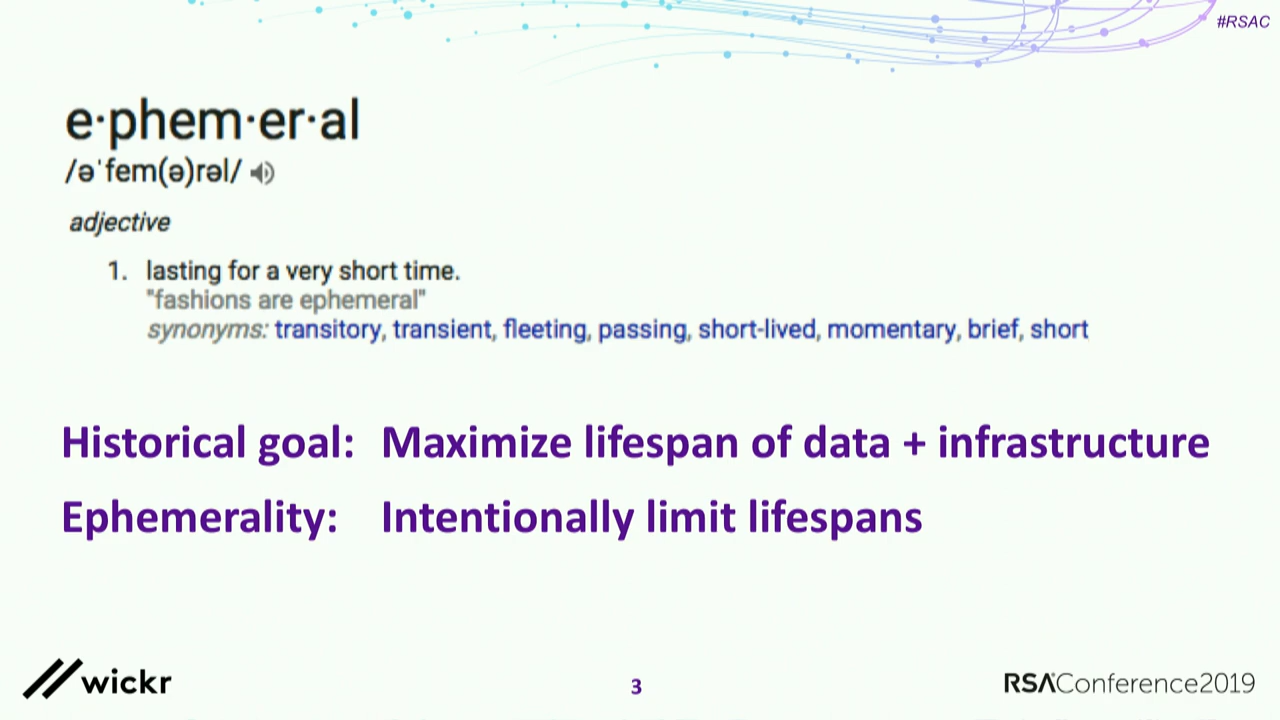 #RSAC
e·phem·er·al
/əˈfem(ə)rəl/
adjective
1. lasting for a very short time.
"fashions are ephemeral"
synonyms: transitory, transient, fleeting, passing, short-lived, momentary, brief, short
Historical goal: Maximize lifespan of data + infrastructure
Ephemerality: Intentionally limit lifespans
wickr
3
RSAConference2019